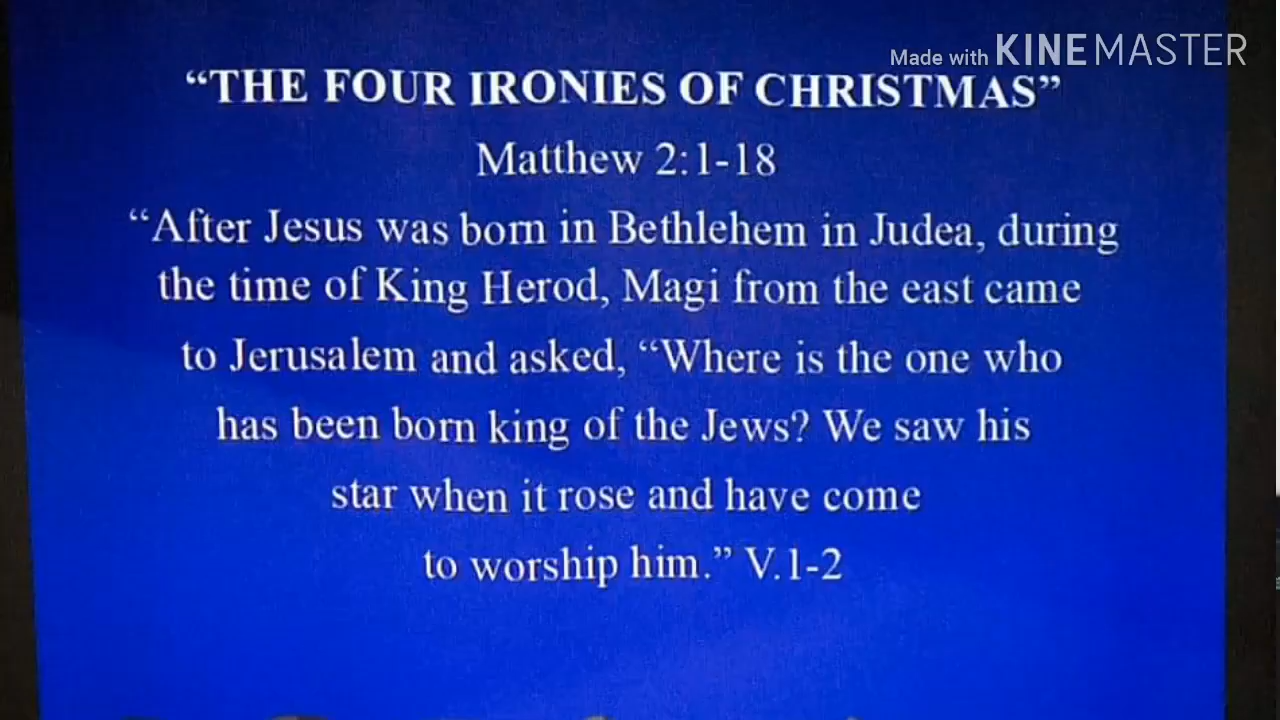 Made with KINEMASTER
“THE FOUR IRONIES OF CHRISTMAS”
Matthew 2:1-18
“After Jesus was born in Bethlehem in Judea, during
the time of King Herod, Magi from the east came
to Jerusalem and asked, “Where is the one who
has been born king of the Jews? We saw his
star when it rose and have come
to worship him.” V.1-2